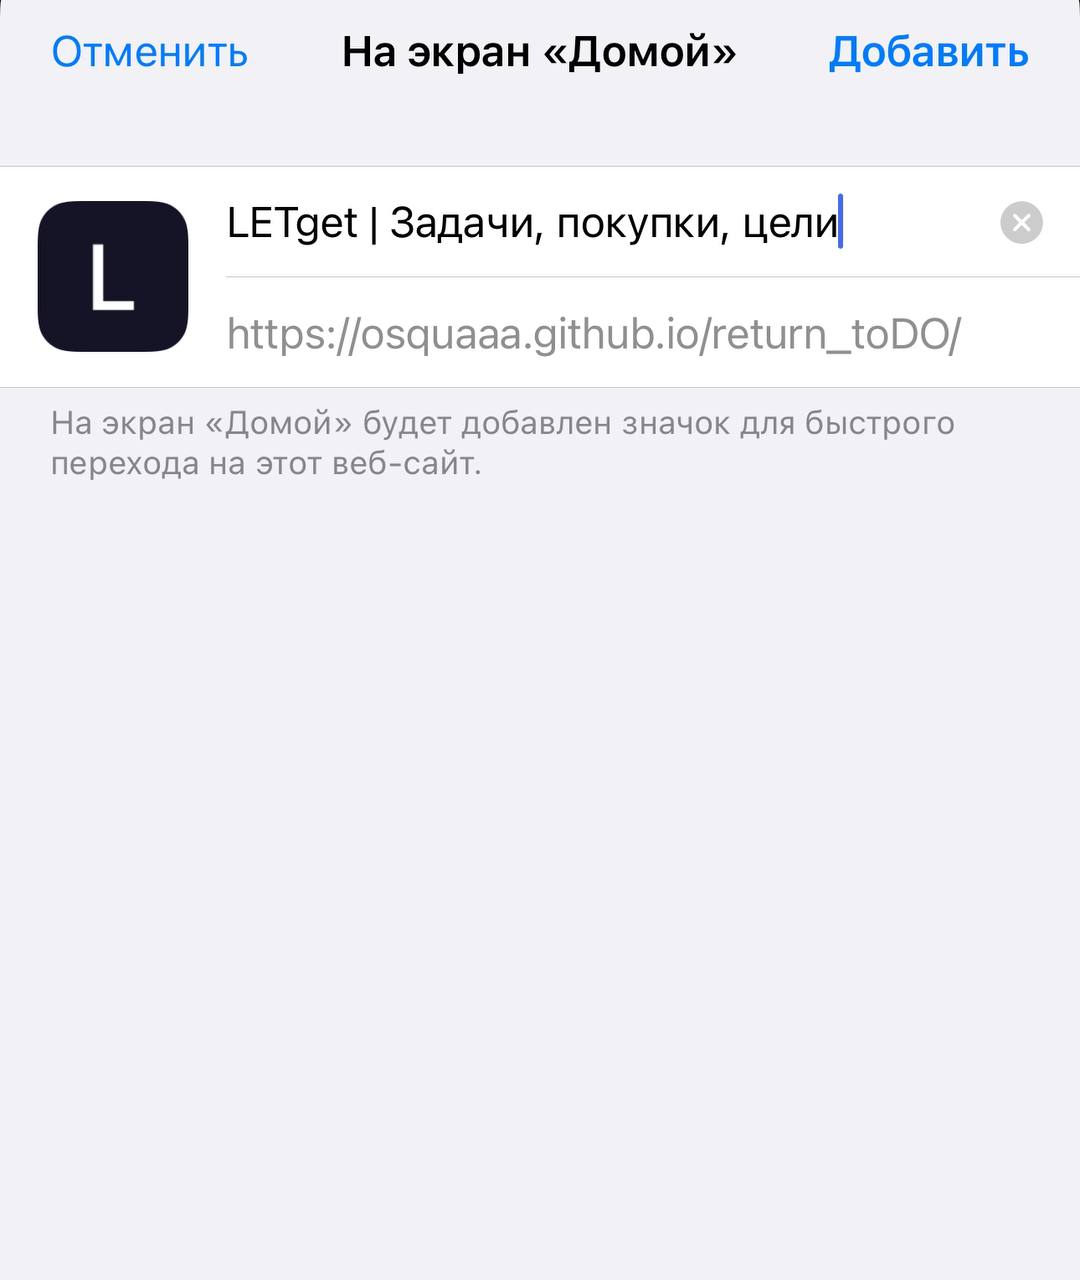 Отменить На экран «Домой» Добавить
LETget | Задачи, покупки, цели
L
https://osquaaa.github.io/return_toDO/
На экран «Домой» будет добавлен значок для быстрого
перехода на этот веб-сайт.